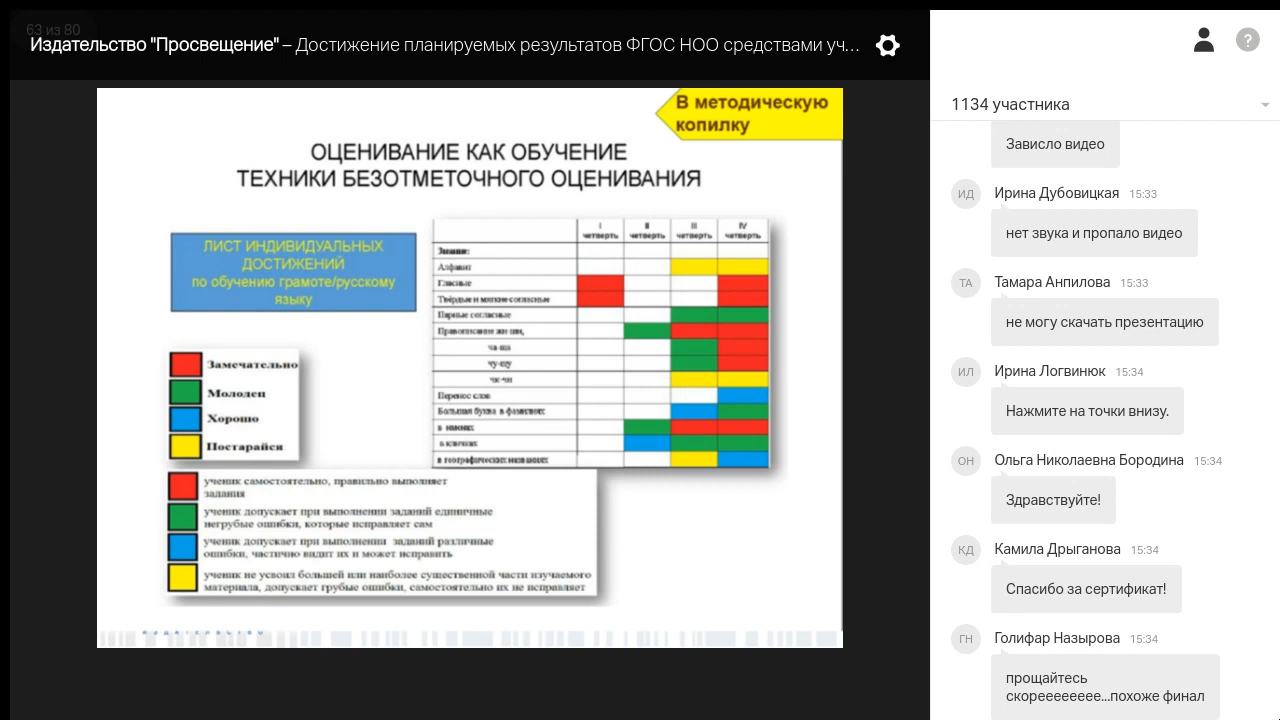 63 из 80
Издательство "Просвещение" – Достижение планируемых результатов ФГОС НОО средствами уч...
В методическую
копилку
ОЦЕНИВАНИЕ КАК ОБУЧЕНИЕ
ТЕХНИКИ БЕЗОТМЕТОЧНОГО ОЦЕНИВАНИЯ
ЛИСТ ИНДИВИДУАЛЬНЫХ
ДОСТИЖЕНИЙ
по обучению грамоте/русскому
языку
I четверть II четверть III четверть IV четверть
Знание:
Алфавит
Гласные
Твёрдые и мягкие согласные
Парные согласные
Правописание жи-ши,
ча-ща
чу-щу
чк-чн
Перенос слов
Большая буква в фамилиях
в именах
в кличках
в географических названиях
Замечательно
Молодец
Хорошо
Постарайся
ученик самостоятельно, правильно выполняет
задания
ученик допускает при выполнении заданий единичные
негрубые ошибки, которые исправляет сам
ученик допускает при выполнении заданий различные
ошибки, частично видит их и может исправить
ученик не усвоил большей или наиболее существенной части изучаемого
материала, допускает грубые ошибки, самостоятельно их не исправляет
ИЗДАТЕЛЬСТВО
?
1134 участника
Зависло видео
ИД Ирина Дубовицкая 15:33
нет звука и пропало видео
ТА Тамара Анпилова 15:33
не могу скачать презентацию
ИЛ Ирина Логвинюк 15:34
Нажмите на точки внизу.
ОН Ольга Николаевна Бородина 15:34
Здравствуйте!
КД Камила Дрыганова 15:34
Спасибо за сертификат!
ГН Голифар Назырова 15:34
прощайтесь
скорееееееее...похоже финал